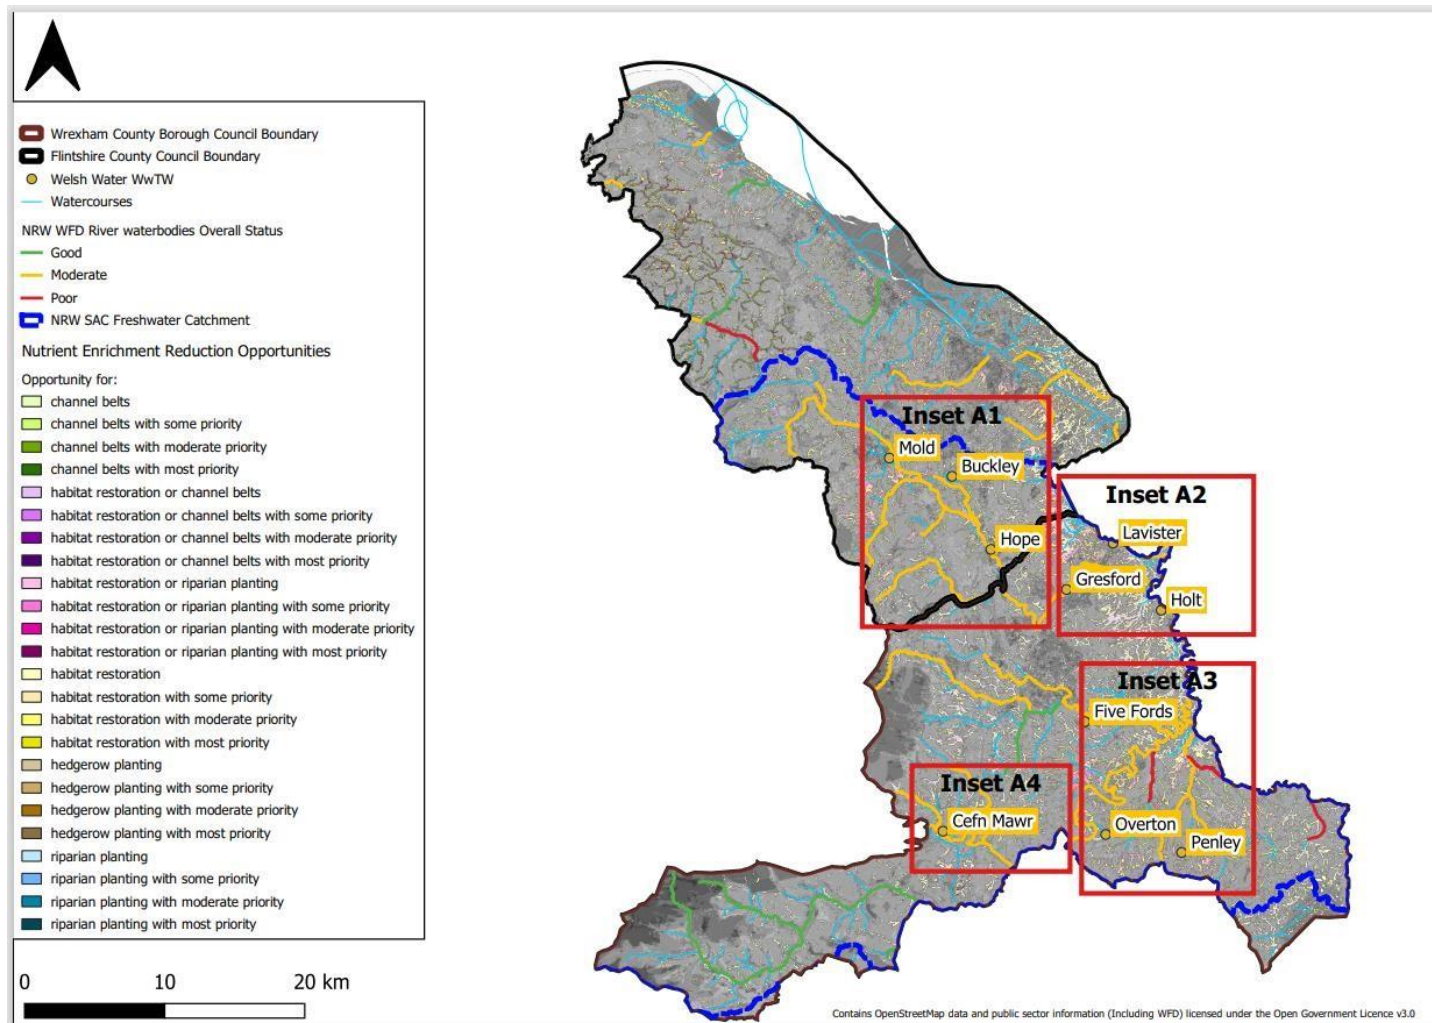 Wrexham County Borough Council Boundary
Flintshire County Council Boundary
Welsh Water WwTW
Watercourses
NRW WFD River waterbodies Overall Status
Good
Moderate
Poor
NRW SAC Freshwater Catchment
Nutrient Enrichment Reduction Opportunities
Opportunity for:
channel belts
channel belts with some priority
channel belts with moderate priority
channel belts with most priority
habitat restoration or channel belts
habitat restoration or channel belts with some priority
habitat restoration or channel belts with moderate priority
habitat restoration or channel belts with most priority
habitat restoration or riparian planting
habitat restoration or riparian planting with some priority
habitat restoration or riparian planting with moderate priority
habitat restoration or riparian planting with most priority
habitat restoration
habitat restoration with some priority
habitat restoration with moderate priority
habitat restoration with most priority
hedgerow planting
hedgerow planting with some priority
hedgerow planting with moderate priority
hedgerow planting with most priority
riparian planting
riparian planting with some priority
riparian planting with moderate priority
riparian planting with most priority
0 10 20 km
Inset A1
Mold
Buckley
Hope
Inset A2
Lavister
Gresford
Holt
Inset A3
Five Fords
Overton
Penley
Inset A4
Cefn Mawr
Contains OpenStreetMap data and public sector information (Including WFD) licensed under the Open Government Licence v3.0